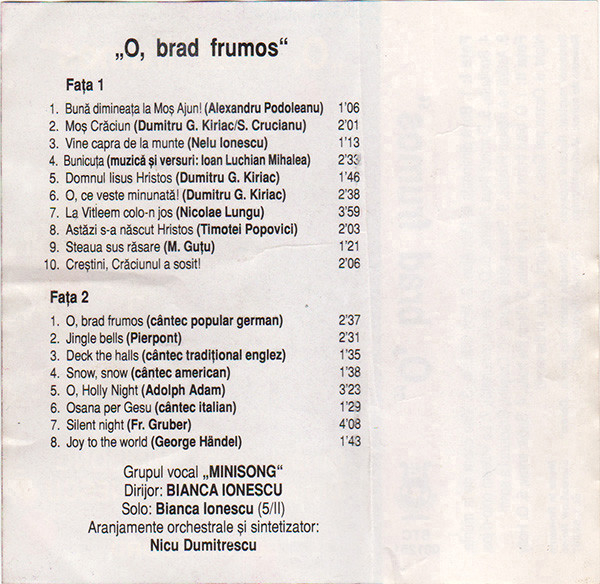 „O, brad frumos“
Fața 1
1. Bună dimineața la Moș Ajun! (Alexandru Podoleanu) 1’06
2. Moș Crăciun (Dumitru G. Kiriac/S. Crucianu) 2’01
3. Vine capra de la munte (Nelu Ionescu) 1’13
4. Bunicuța (muzică și versuri: Ioan Luchian Mihalea) 2’33
5. Domnul Iisus Hristos (Dumitru G. Kiriac) 1’46
6. O, ce veste minunată! (Dumitru G. Kiriac) 2’38
7. La Vitleem colo-n jos (Nicolae Lungu) 3’59
8. Astăzi s-a născut Hristos (Timotei Popovici) 2’03
9. Steaua sus răsare (M. Guțu) 1’21
10. Creștini, Crăciunul a sosit! 2’06
Fața 2
1. O, brad frumos (cântec popular german) 2’37
2. Jingle bells (Pierpont) 2’31
3. Deck the halls (cântec tradițional englez) 1’35
4. Snow, snow (cântec american) 1’38
5. O, Holly Night (Adolph Adam) 3’23
6. Osana per Gesu (cântec italian) 1’29
7. Silent night (Fr. Gruber) 4’08
8. Joy to the world (George Händel) 1’43
Grupul vocal „MINISONG“
Dirijor: BIANCA IONESCU
Solo: Bianca Ionescu (5/II)
Aranjamente orchestrale și sintetizator:
Nicu Dumitrescu